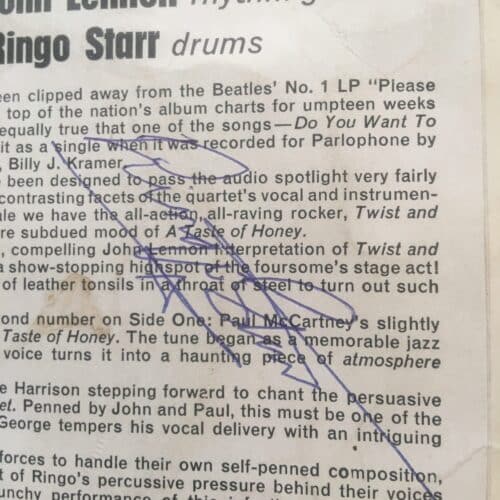 John Lennon rhythm g
Ringo Starr drums
een clipped away from the Beatles' No. 1 LP "Please
top of the nation's album charts for umpteen weeks
equally true that one of the songs—Do You Want To
it as a single when it was recorded for Parlophone by
, Billy J. Kramer.
been designed to pass the audio spotlight very fairly
contrasting facets of the quartet's vocal and instrumen-
ule we have the all-action, all-raving rocker, Twist and
re subdued mood of A Taste of Honey.
, compelling John Lennon interpretation of Twist and
a show-stopping highspot of the foursome's stage act!
of leather tonsils in a throat of steel to turn out such
ond number on Side One: Paul McCartney's slightly
Taste of Honey. The tune began as a memorable jazz
voice turns it into a haunting piece of atmosphere
e Harrison stepping forward to chant the persuasive
et. Penned by John and Paul, this must be one of the
George tempers his vocal delivery with an intriguing
forces to handle their own self-penned composition,
t of Ringo's percussive pressure behind their voices
unchy performance of this